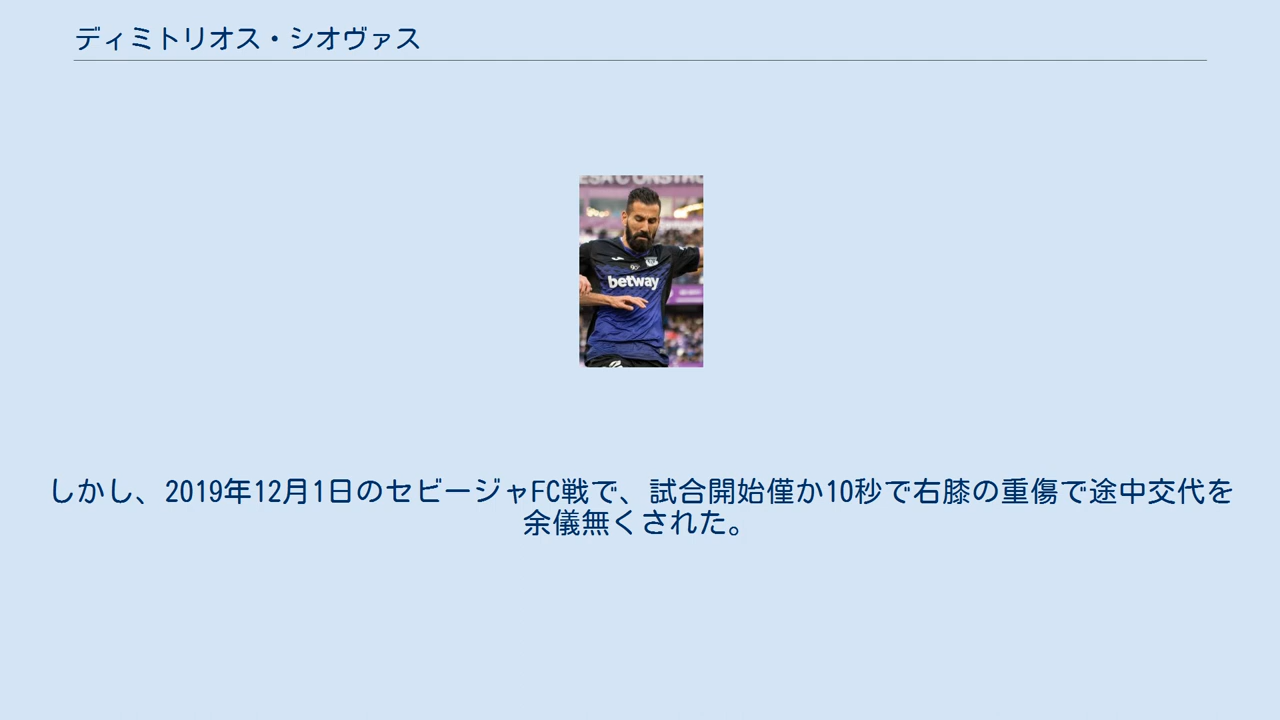 ディミトリオス・シオヴァス
betway
しかし、2019年12月1日のセビージャFC戦で、試合開始僅か10秒で右膝の重傷で途中交代を
余儀無くされた。